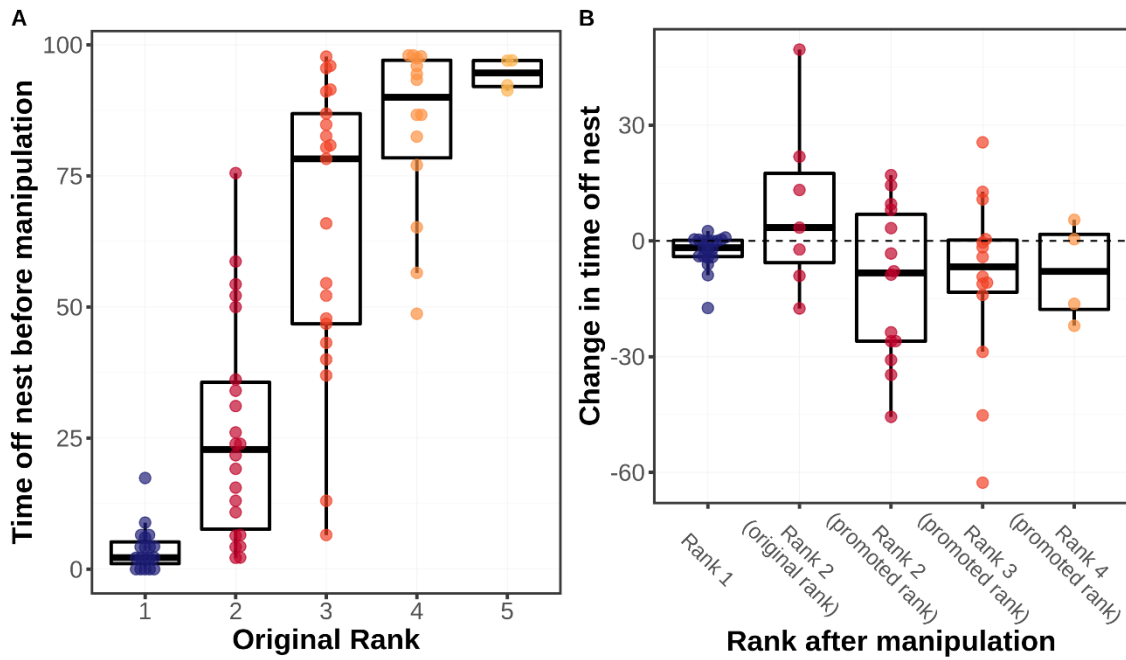 A
Time off nest before manipulation
100
75
50
25
0
1 2 3 4 5
Original Rank
B
Change in time off nest
30
0
-30
-60
Rank 1
Rank 2
(original rank)
Rank 2
(promoted rank)
Rank 3
(promoted rank)
Rank 4
(promoted rank)
Rank after manipulation